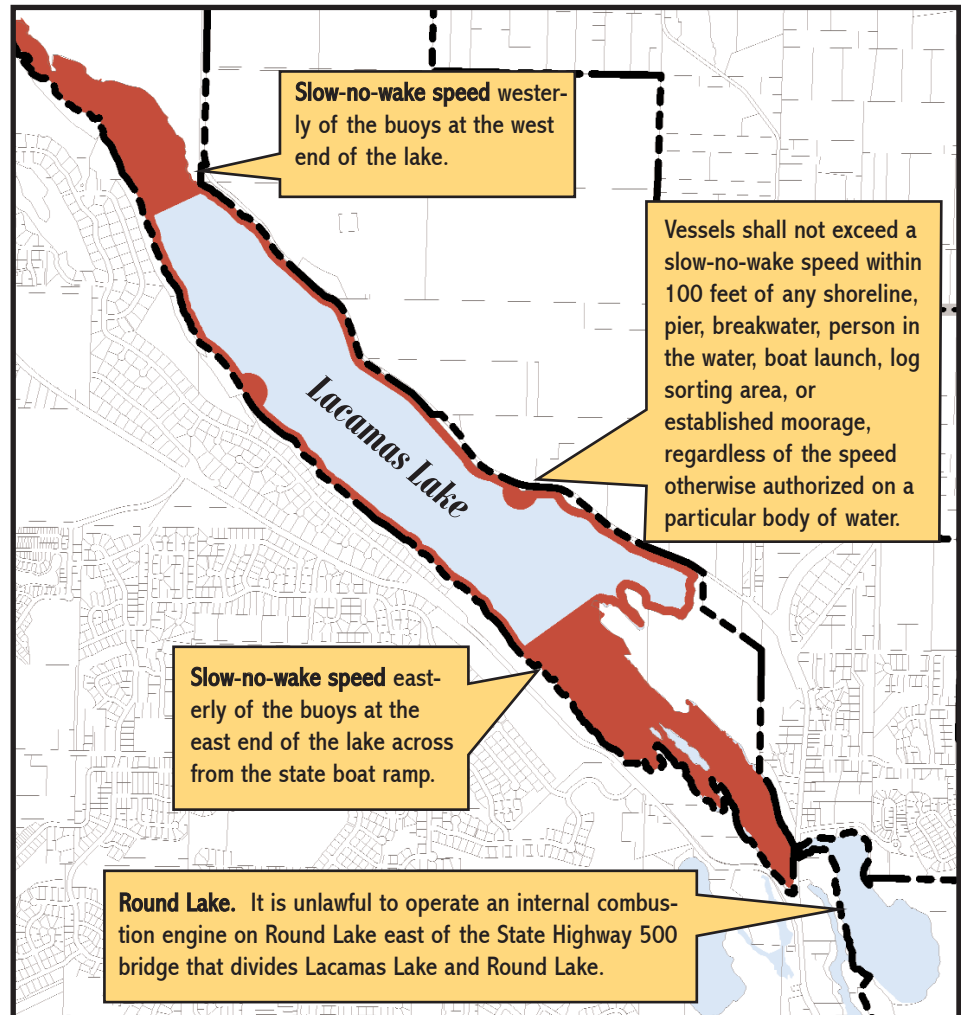 Slow-no-wake speed wester-
ly of the buoys at the west
end of the lake.
Vessels shall not exceed a
slow-no-wake speed within
100 feet of any shoreline,
pier, breakwater, person in
the water, boat launch, log
sorting area, or
established moorage,
regardless of the speed
otherwise authorized on a
particular body of water.
Lacamas Lake
Slow-no-wake speed east-
erly of the buoys at the
east end of the lake across
from the state boat ramp.
Round Lake. It is unlawful to operate an internal combus-
tion engine on Round Lake east of the State Highway 500
bridge that divides Lacamas Lake and Round Lake.